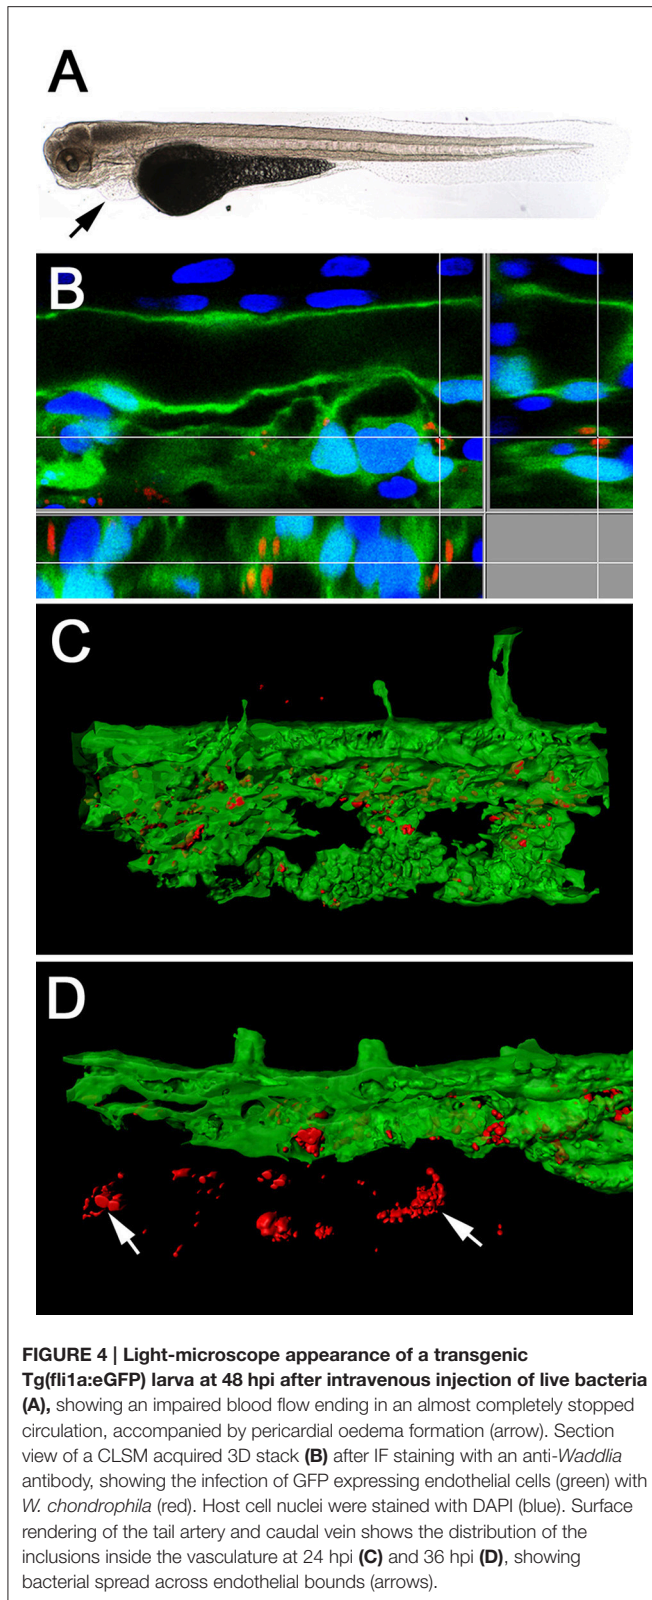 A
B
C
D
FIGURE 4 | Light-microscope appearance of a transgenic
Tg(fli1a:eGFP) larva at 48 hpi after intravenous injection of live bacteria
(A), showing an impaired blood flow ending in an almost completely stopped
circulation, accompanied by pericardial oedema formation (arrow). Section
view of a CLSM acquired 3D stack (B) after IF staining with an anti-Waddlia
antibody, showing the infection of GFP expressing endothelial cells (green) with
W. chondrophila (red). Host cell nuclei were stained with DAPI (blue). Surface
rendering of the tail artery and caudal vein shows the distribution of the
inclusions inside the vasculature at 24 hpi (C) and 36 hpi (D), showing
bacterial spread across endothelial bounds (arrows).